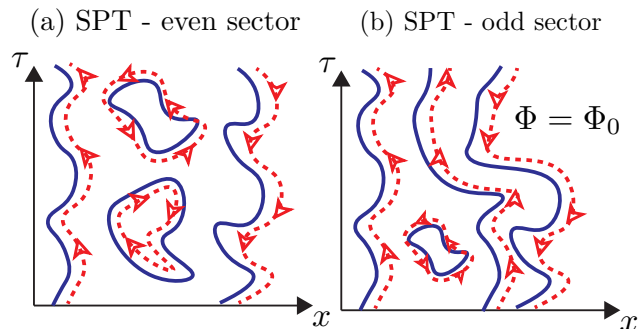 (a) SPT - even sector
(b) SPT - odd sector
τ
τ
Φ = Φ₀
x
x